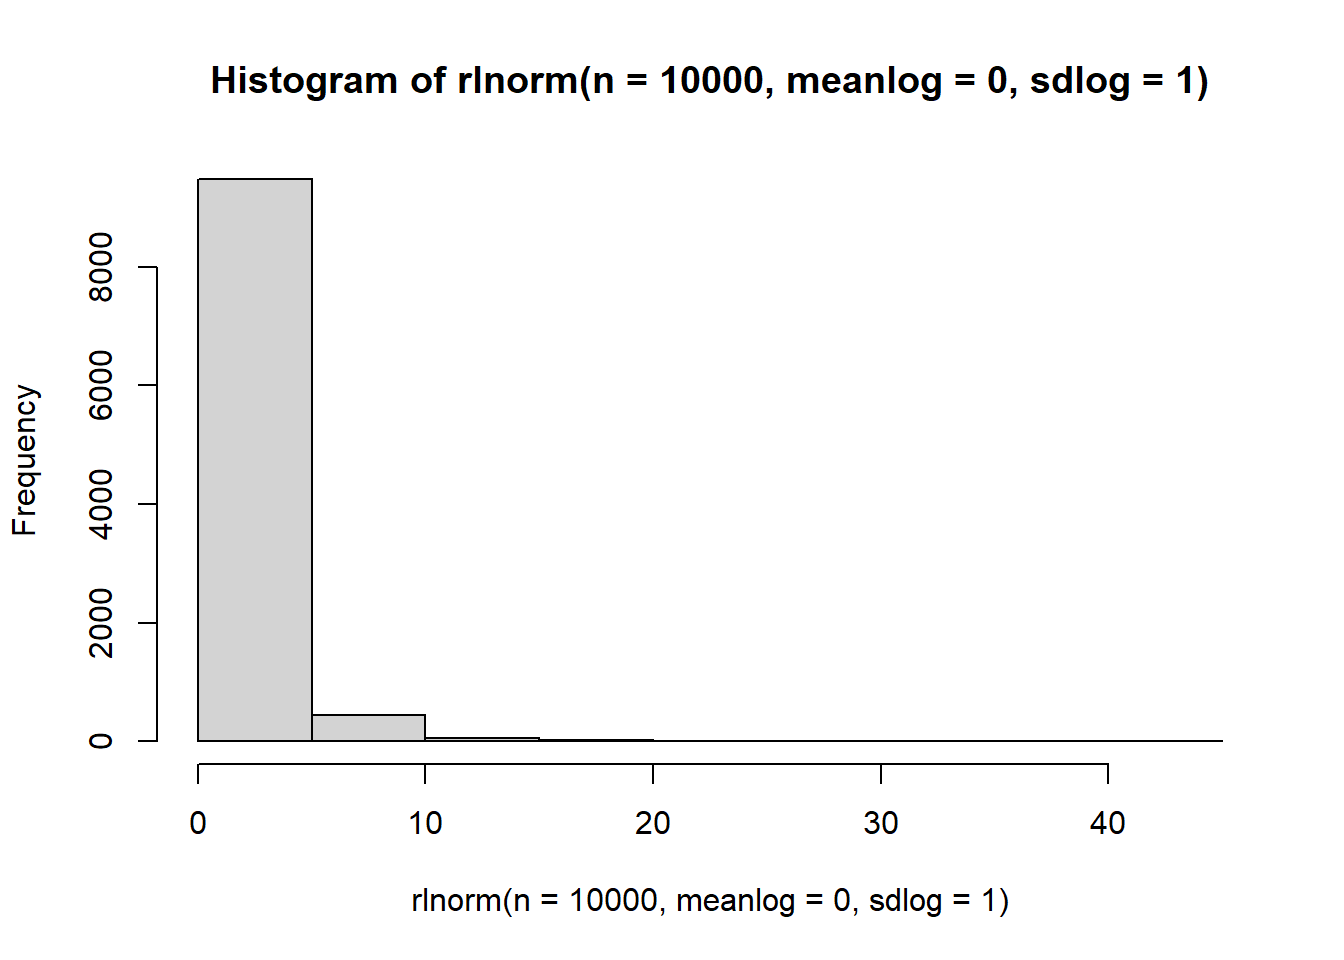 Histogram of rlnorm(n = 10000, meanlog = 0, sdlog = 1)
Frequency
8000
6000
4000
2000
0
0 10 20 30 40
rlnorm(n = 10000, meanlog = 0, sdlog = 1)